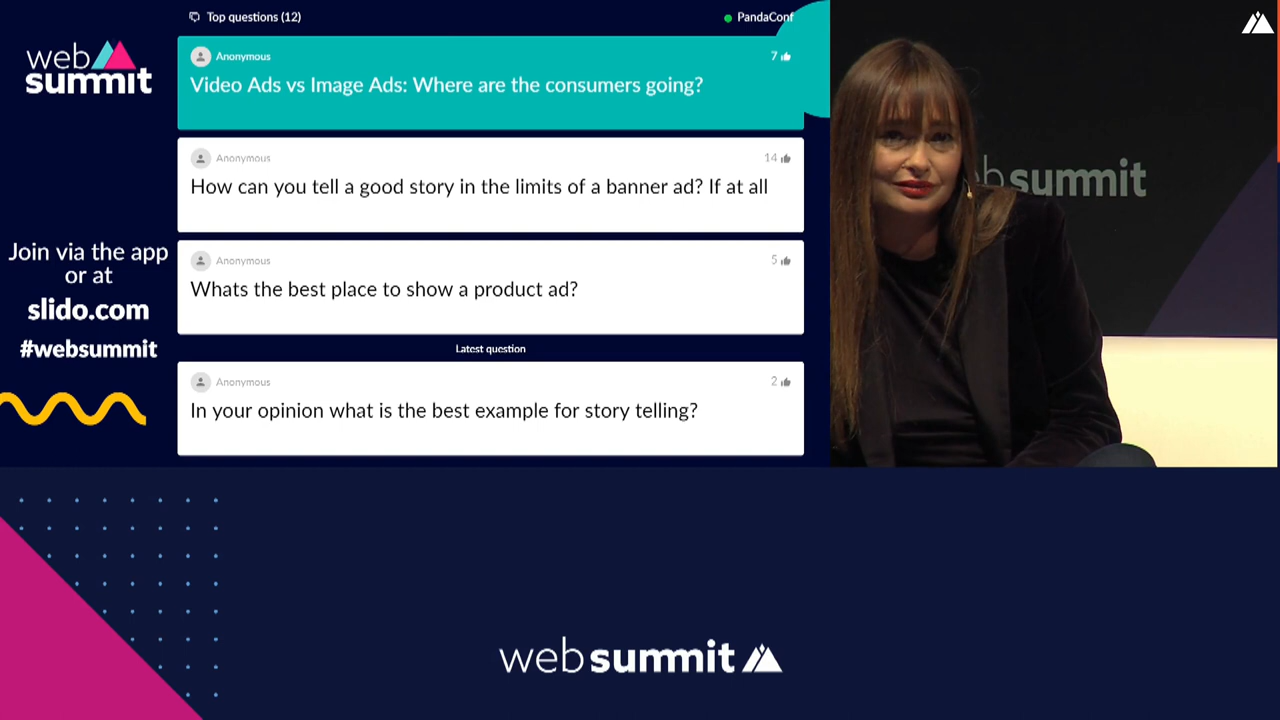 web
summit
Join via the app
or at
slido.com
#websummit
Top questions (12)
PandaConf
Anonymous
7
Video Ads vs Image Ads: Where are the consumers going?
Anonymous
14
How can you tell a good story in the limits of a banner ad? If at all
Anonymous
5
Whats the best place to show a product ad?
Latest question
Anonymous
2
In your opinion what is the best example for story telling?
b summit
web summit